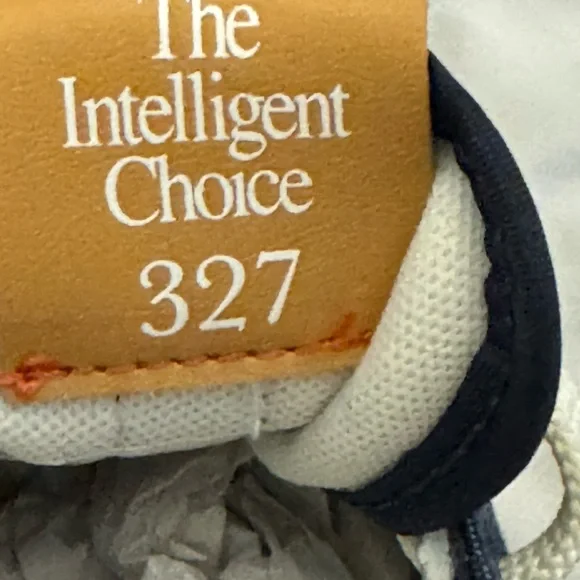 The
Intelligent
Choice
327